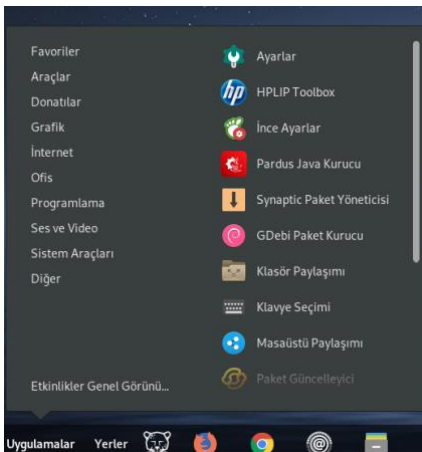 Favoriler
Araçlar
Donatılar
Grafik
İnternet
Ofis
Programlama
Ses ve Video
Sistem Araçları
Diğer
Etkinlikler Genel Görünü...
Ayarlar
hp
HPLIP Toolbox
İnce Ayarlar
Pardus Java Kurucu
Synaptic Paket Yöneticisi
GDebi Paket Kurucu
Klasör Paylaşımı
Klavye Seçimi
Masaüstü Paylaşımı
Paket Güncelleyici
Uygulamalar Yerler